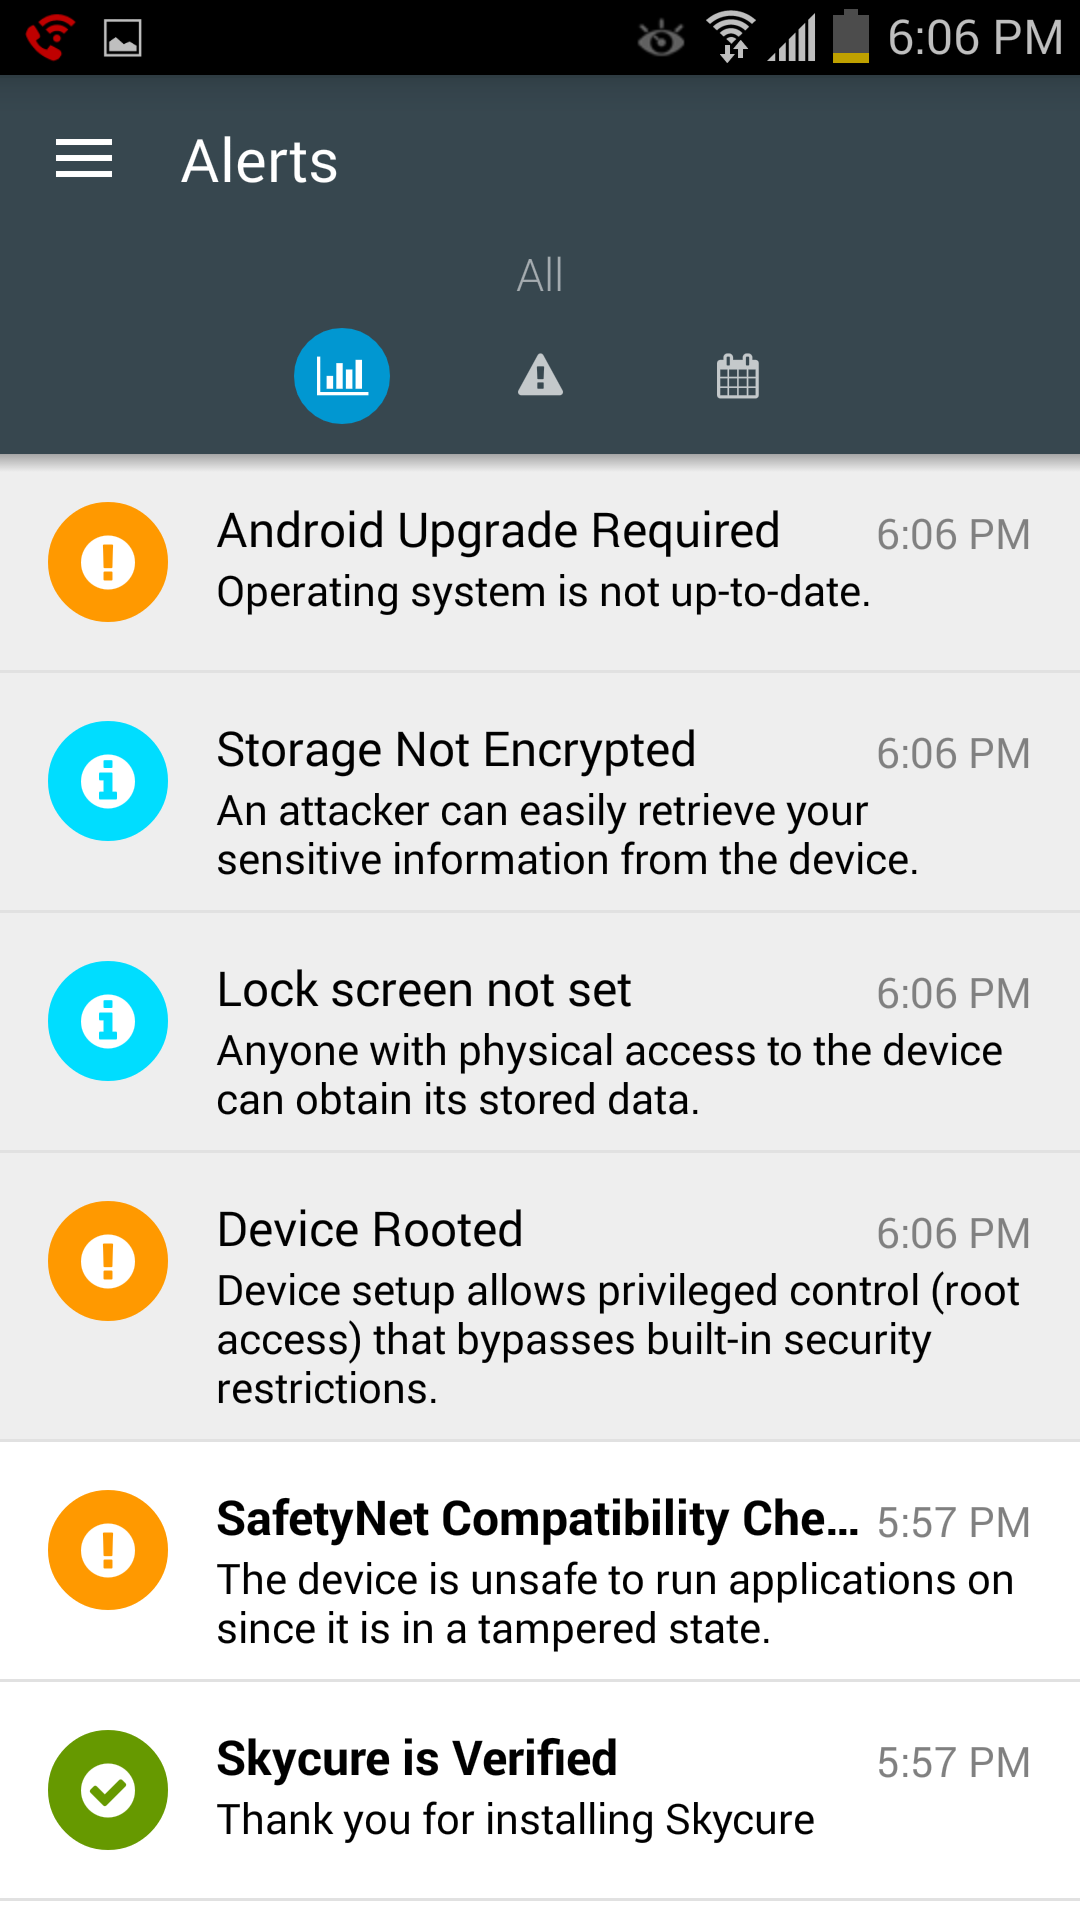 6:06 PM
Alerts
All
Android Upgrade Required
6:06 PM
Operating system is not up-to-date.
Storage Not Encrypted
6:06 PM
An attacker can easily retrieve your
sensitive information from the device.
Lock screen not set
6:06 PM
Anyone with physical access to the device
can obtain its stored data.
Device Rooted
6:06 PM
Device setup allows privileged control (root
access) that bypasses built-in security
restrictions.
SafetyNet Compatibility Che...
5:57 PM
The device is unsafe to run applications on
since it is in a tampered state.
Skycure is Verified
5:57 PM
Thank you for installing Skycure